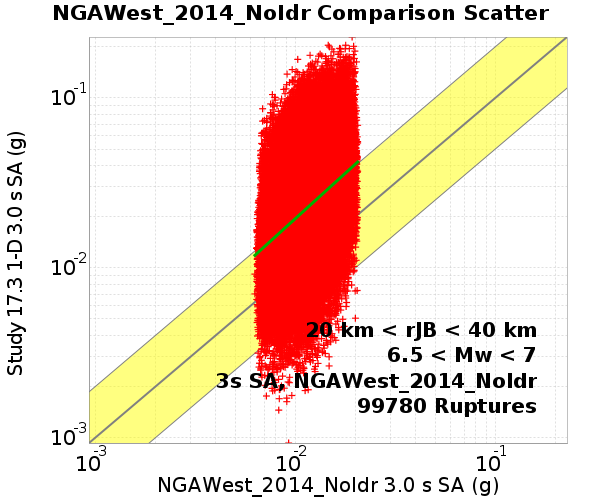 NGAWest_2014_NoIdr Comparison Scatter
Study 17.3 1-D 3.0 s SA (g)
10-1
10-2
10-3
20 km < rJB < 40 km
6.5 < Mw < 7
3s SA, NGAWest_2014_NoIdr
99780 Ruptures
10-3 10-2 10-1
NGAWest_2014_NoIdr 3.0 s SA (g)